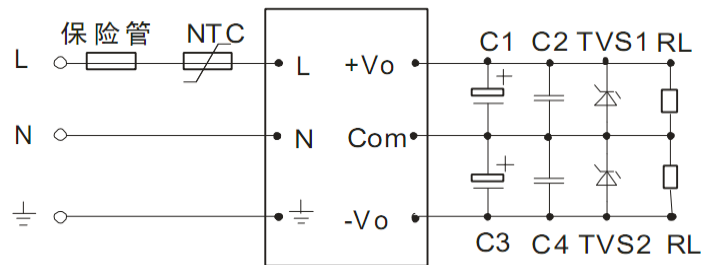 保险管 NTC C1 C2 TVS1 RL
L L +Vo +
N N Com
+
-Vo
C3 C4 TVS2 RL